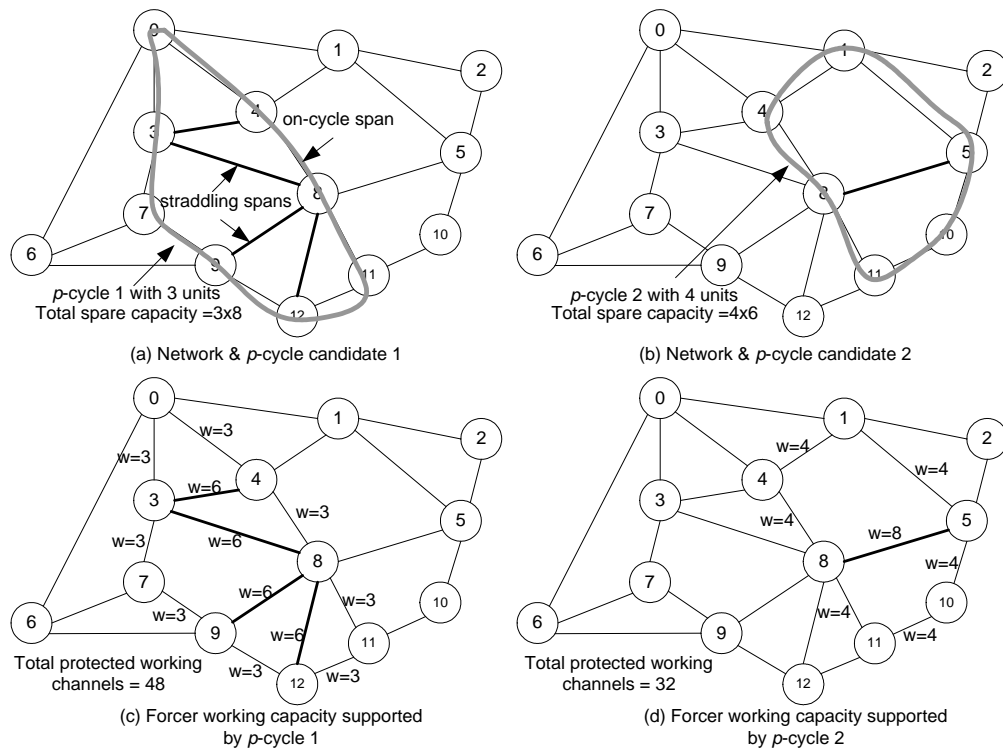 0
1
2
4
on-cycle span
3
5
8
straddling spans
7
10
6
9
11
p-cycle 1 with 3 units
Total spare capacity =3x8
12
(a) Network & p-cycle candidate 1
0
1
2
4
3
5
8
7
10
6
9
11
p-cycle 2 with 4 units
Total spare capacity =4x6
12
(b) Network & p-cycle candidate 2
0
1
2
w=3
w=3
4
w=6
3
w=3
5
w=3
w=6
8
7
w=6
w=3
10
6
w=3
9
w=6
11
Total protected working
channels = 48
w=3
w=3
12
(c) Forcer working capacity supported
by p-cycle 1
0
1
2
w=4
w=4
4
3
w=4
5
w=8
8
w=4
7
10
w=4
6
9
w=4
11
Total protected working
channels = 32
12
(d) Forcer working capacity supported
by p-cycle 2